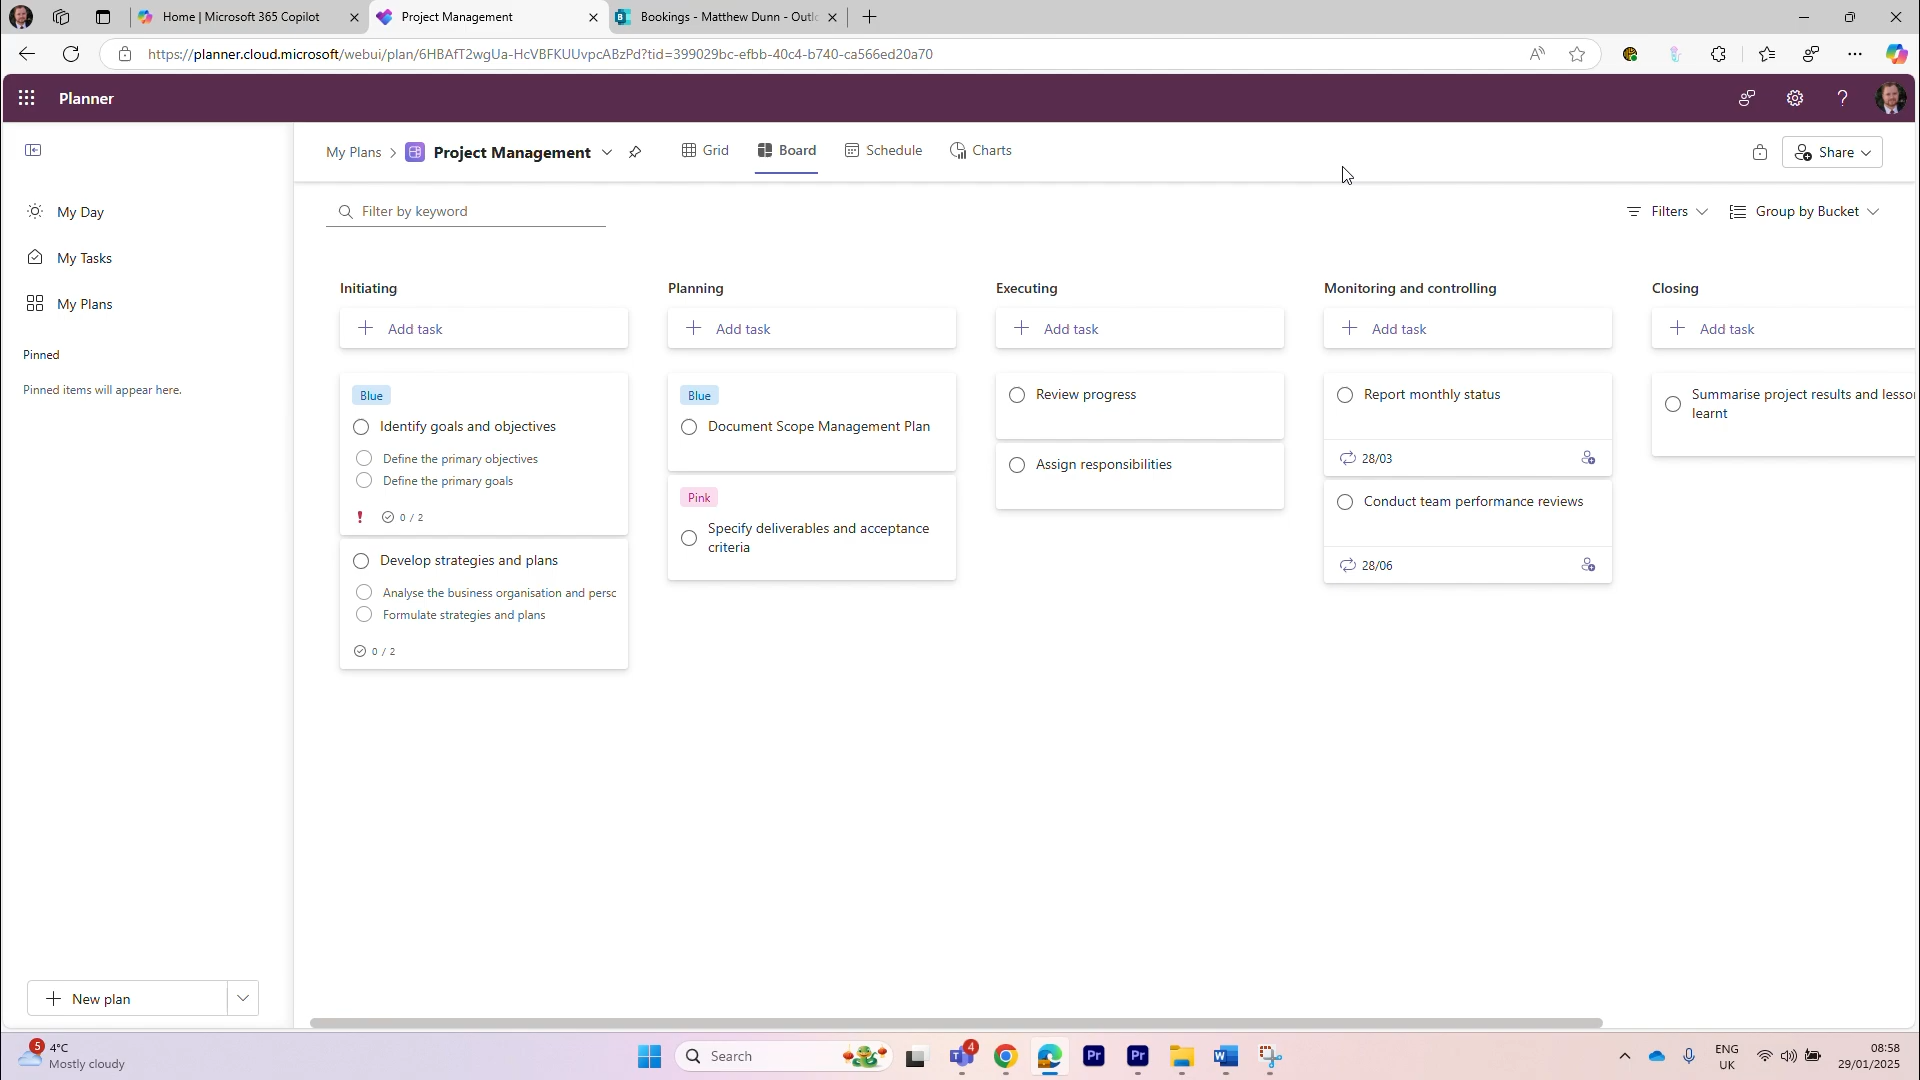 Home | Microsoft 365 Copilot
Project Management
Bookings - Matthew Dunn - Outl
https://planner.cloud.microsoft/webui/plan/6HBAfT2wgUa-HcVBFKUUvpcABzPd?tid=399029bc-efbb-40c4-b740-ca566ed20a70
Planner
My Plans
Project Management
Grid
Board
Schedule
Charts
Share
My Day
My Tasks
My Plans
Pinned
Pinned items will appear here.
New plan
Filter by keyword
Filters
Group by Bucket
Initiating
Add task
Blue
Identify goals and objectives
Define the primary objectives
Define the primary goals
0 / 2
Develop strategies and plans
Analyse the business organisation and persc
Formulate strategies and plans
0 / 2
Planning
Add task
Blue
Document Scope Management Plan
Pink
Specify deliverables and acceptance
criteria
Executing
Add task
Review progress
Assign responsibilities
Monitoring and controlling
Add task
Report monthly status
28/03
Conduct team performance reviews
28/06
Closing
Add task
Summarise project results and lesso
learnt
5
4°C
Mostly cloudy
Search
4
Pr
Pr
ENG
UK
08:58
29/01/2025